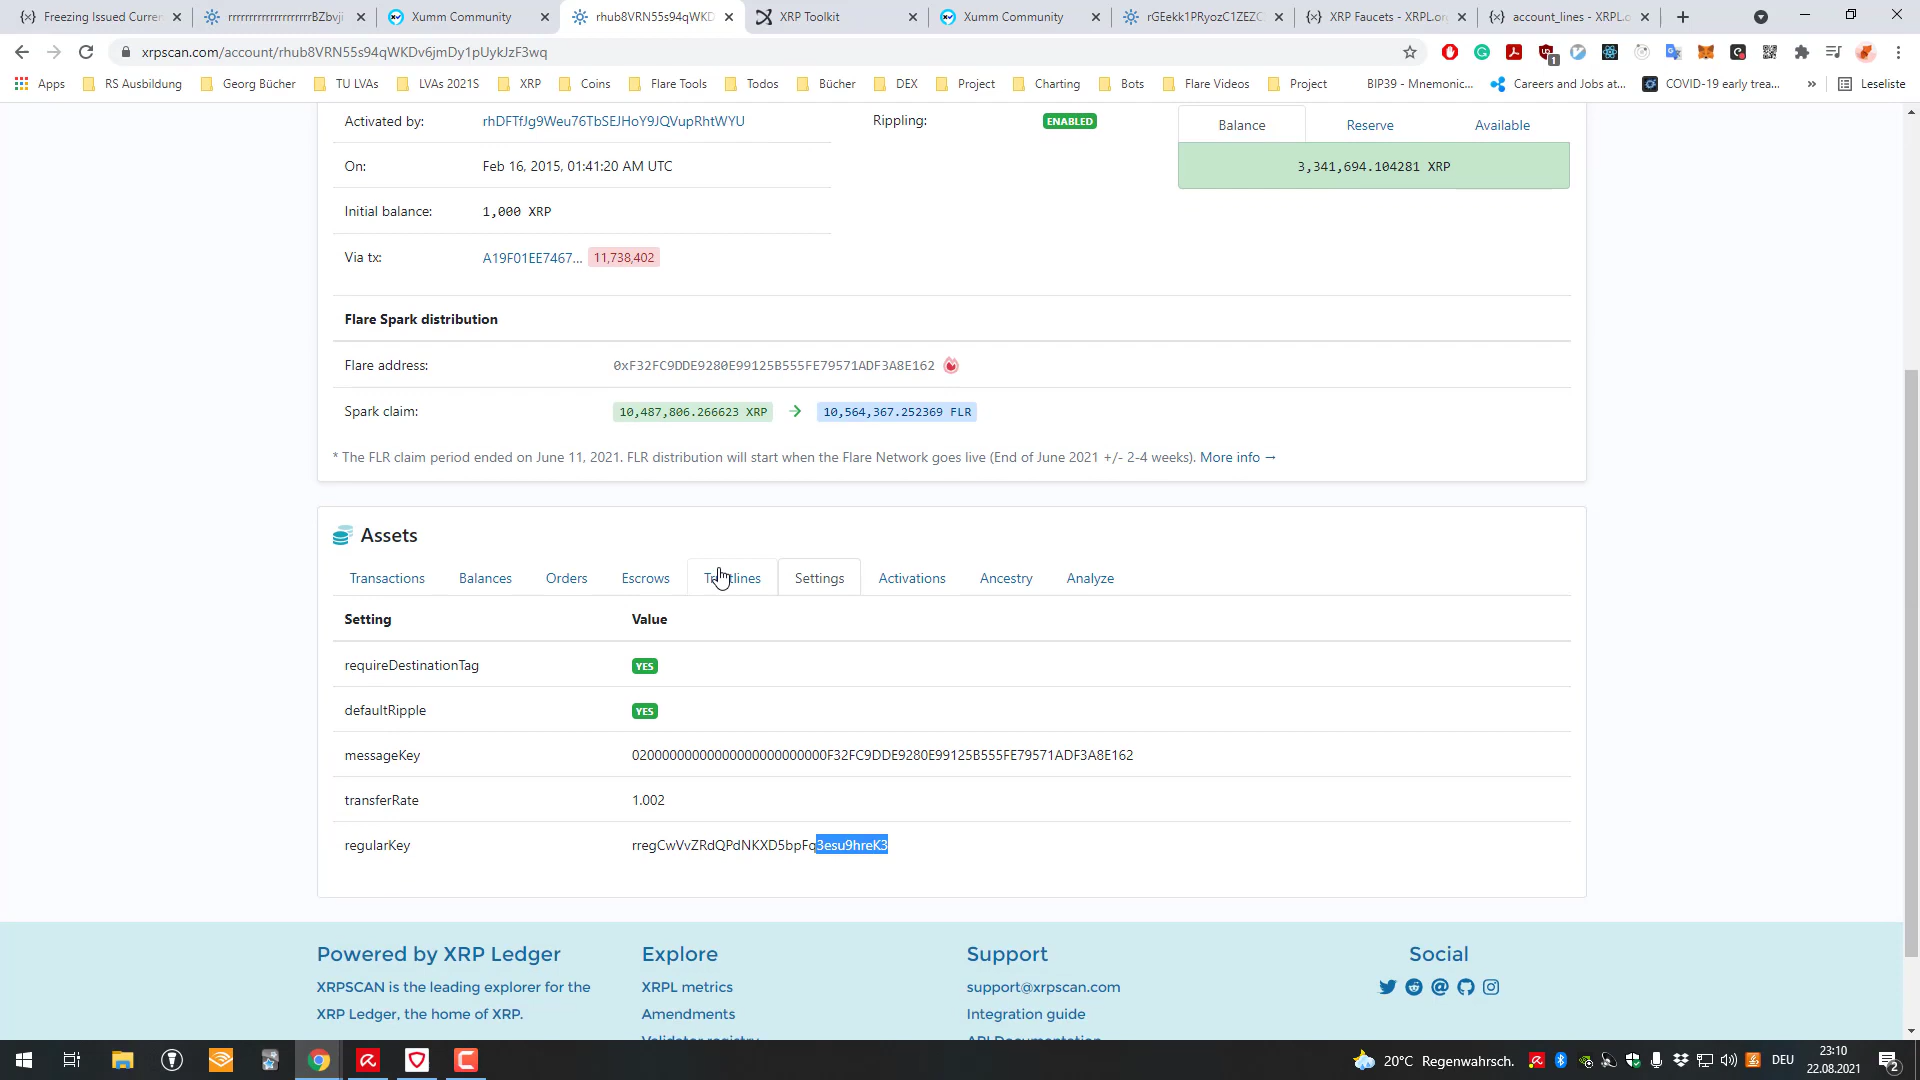 Freezing Issued Curren
rrrrrrrrrrrrrrrrrrrrBZbvji
Xumm Community
rhub8VRN55s94qWKD
XRP Toolkit
Xumm Community
rGEekk1PRyozC1ZEZC
XRP Faucets - XRPL.or
account_lines - XRPL.o
xrpscan.com/account/rhub8VRN55s94qWKDv6jmDy1pUykJzF3wq
Apps
RS Ausbildung
Georg Bücher
TU LVAs
LVAs 2021S
XRP
Coins
Flare Tools
Todos
Bücher
DEX
Project
Charting
Bots
Flare Videos
Project
BIP39 - Mnemonic...
Careers and Jobs at...
COVID-19 early trea...
»
Leseliste
Activated by: rhDFTfJg9Weu76TbSEJHoY9JQVupRhtWYU
Rippling: ENABLED
Balance Reserve Available
On: Feb 16, 2015, 01:41:20 AM UTC
3,341,694.104281 XRP
Initial balance: 1,000 XRP
Via tx: A19F01EE7467... 11,738,402
Flare Spark distribution
Flare address: 0xF32FC9DDE9280E99125B555FE79571ADF3A8E162
Spark claim: 10,487,806.266623 XRP → 10,564,367.252369 FLR
* The FLR claim period ended on June 11, 2021. FLR distribution will start when the Flare Network goes live (End of June 2021 +/- 2-4 weeks). More info →
Assets
Transactions Balances Orders Escrows Trustlines Settings Activations Ancestry Analyze
Setting Value
requireDestinationTag YES
defaultRipple YES
messageKey 020000000000000000000000F32FC9DDE9280E99125B555FE79571ADF3A8E162
transferRate 1.002
regularKey rregCwVvZRdQPdNKXD5bpFq3esu9hreK3
Powered by XRP Ledger
XRPSCAN is the leading explorer for the
XRP Ledger, the home of XRP.
Explore
XRPL metrics
Amendments
Validator registry
Support
support@xrpscan.com
Integration guide
API Documentation
Social
20°C Regenwahrsch.
DEU
23:10
22.08.2021
2